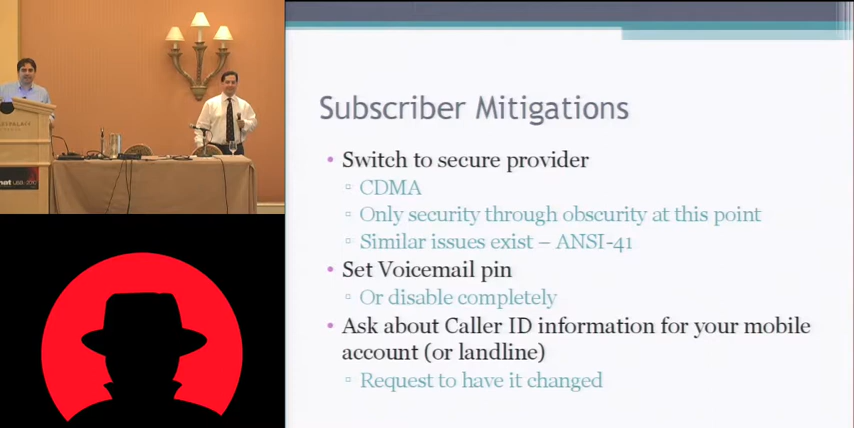 Subscriber Mitigations
• Switch to secure provider
▫ CDMA
▫ Only security through obscurity at this point
▫ Similar issues exist – ANSI-41
• Set Voicemail pin
▫ Or disable completely
• Ask about Caller ID information for your mobile
account (or landline)
▫ Request to have it changed